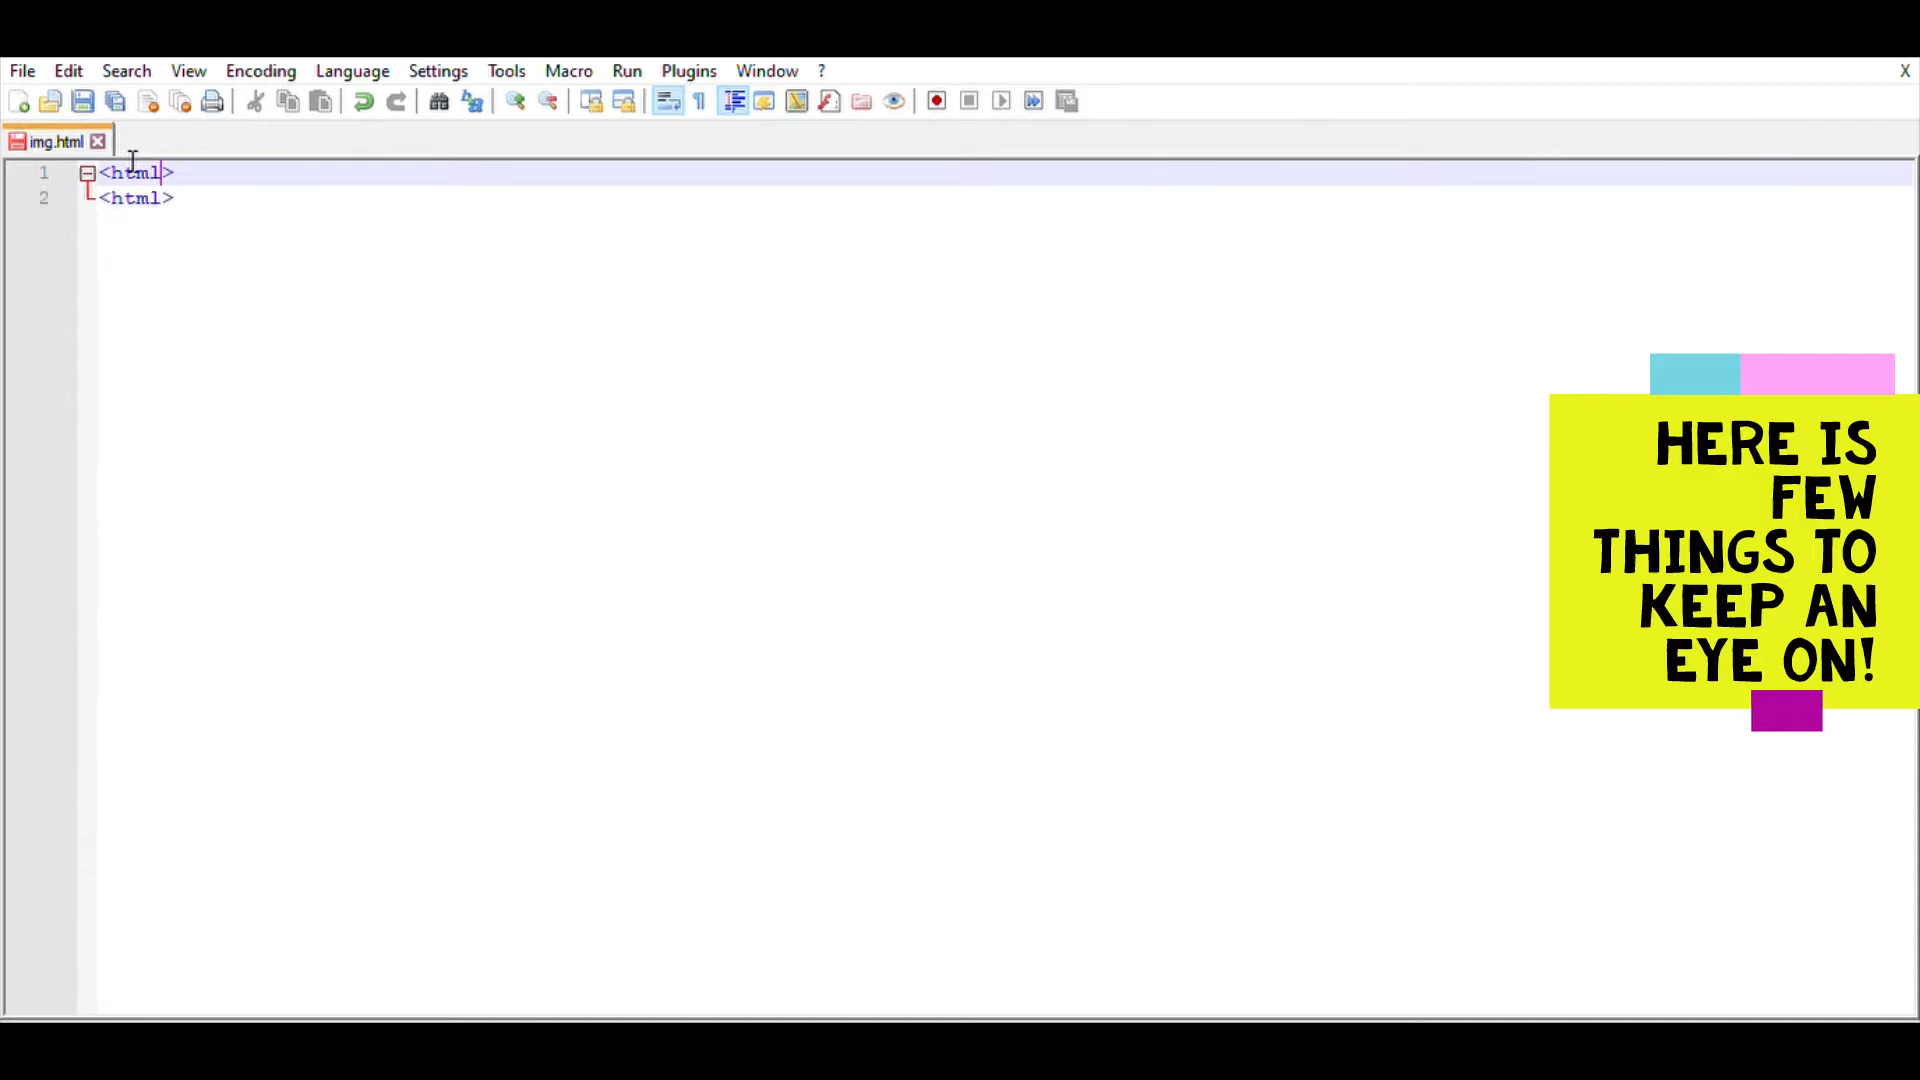 File Edit Search View Encoding Language Settings Tools Macro Run Plugins Window ? X
img.html
1 <html>
2 <html>
HERE IS
FEW
THINGS TO
KEEP AN
EYE ON!